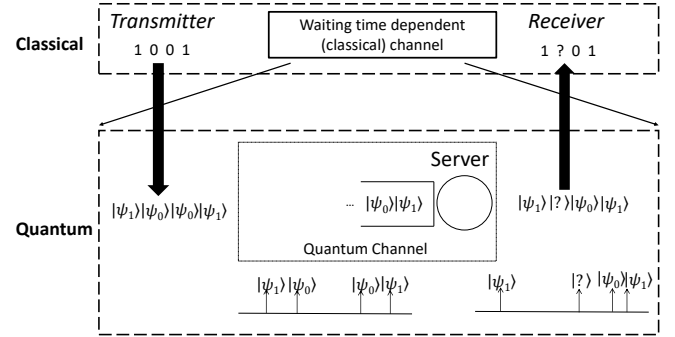 Transmitter
Waiting time dependent
(classical) channel
Receiver
Classical
1 0 0 1
1 ? 0 1
Server
|ψ₁⟩|ψ₀⟩|ψ₀⟩|ψ₁⟩
... |ψ₀⟩|ψ₁⟩
|ψ₁⟩|?⟩|ψ₀⟩|ψ₁⟩
Quantum
Quantum Channel
|ψ₁⟩|ψ₀⟩ |ψ₀⟩|ψ₁⟩
|ψ₁⟩ |?⟩ |ψ₀⟩|ψ₁⟩